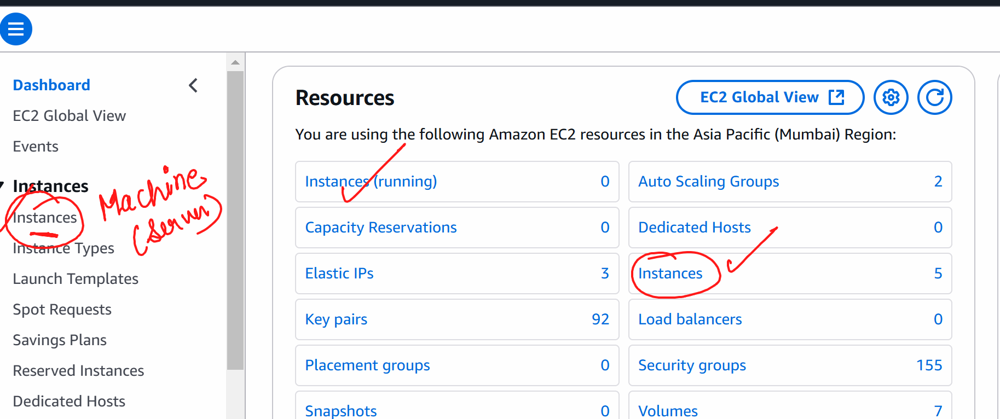 Dashboard
EC2 Global View
Events
Instances
Machine
Instances
(Server)
Instance Types
Launch Templates
Spot Requests
Savings Plans
Reserved Instances
Dedicated Hosts
Resources
EC2 Global View
You are using the following Amazon EC2 resources in the Asia Pacific (Mumbai) Region:
Instances (running) 0
Auto Scaling Groups 2
Capacity Reservations 0
Dedicated Hosts 0
Elastic IPs 3
Instances 5
Key pairs 92
Load balancers 0
Placement groups 0
Security groups 155
Snapshots 0
Volumes 7